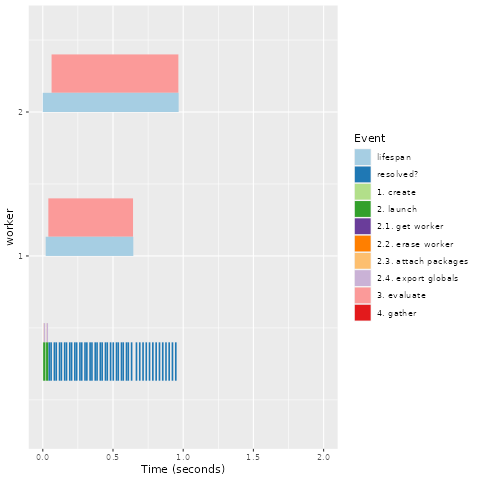 2
1
worker
0.0 0.5 1.0 1.5 2.0
Time (seconds)
Event
lifespan
resolved?
1. create
2. launch
2.1. get worker
2.2. erase worker
2.3. attach packages
2.4. export globals
3. evaluate
4. gather